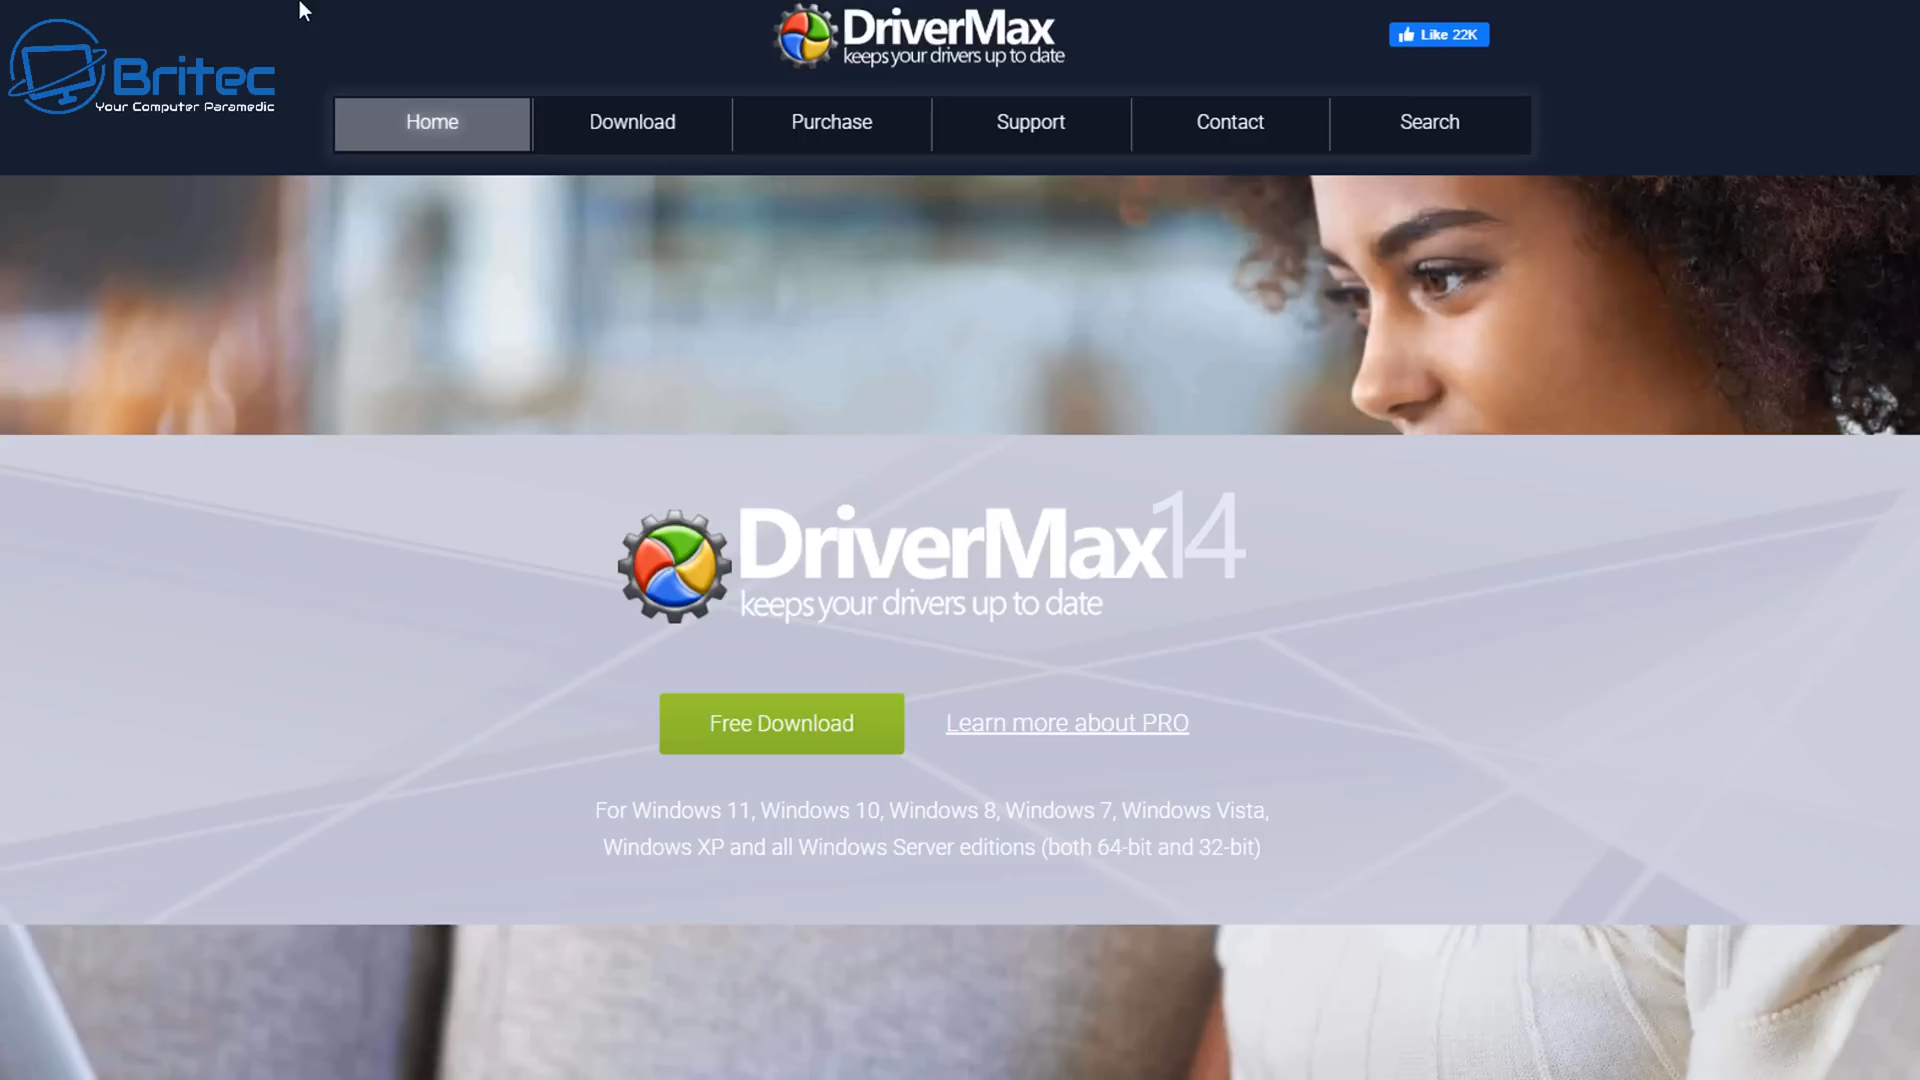 Britec
Your Computer Paramedic
DriverMax
keeps your drivers up to date
Like 22K
Home
Download
Purchase
Support
Contact
Search
DriverMax14
keeps your drivers up to date
Free Download
Learn more about PRO
For Windows 11, Windows 10, Windows 8, Windows 7, Windows Vista,
Windows XP and all Windows Server editions (both 64-bit and 32-bit)